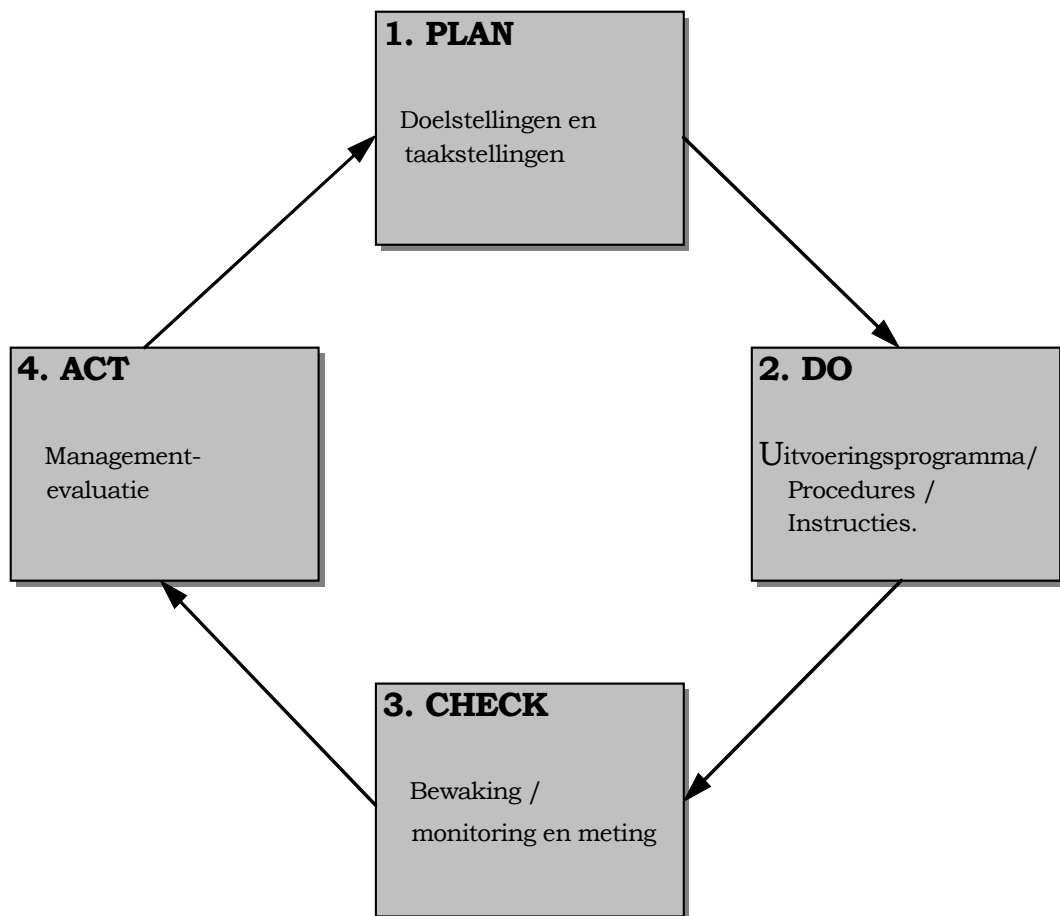 1. PLAN
Doelstellingen en
taakstellingen
2. DO
Uitvoeringsprogramma/
Procedures /
Instructies.
3. CHECK
Bewaking /
monitoring en meting
4. ACT
Management-
evaluatie